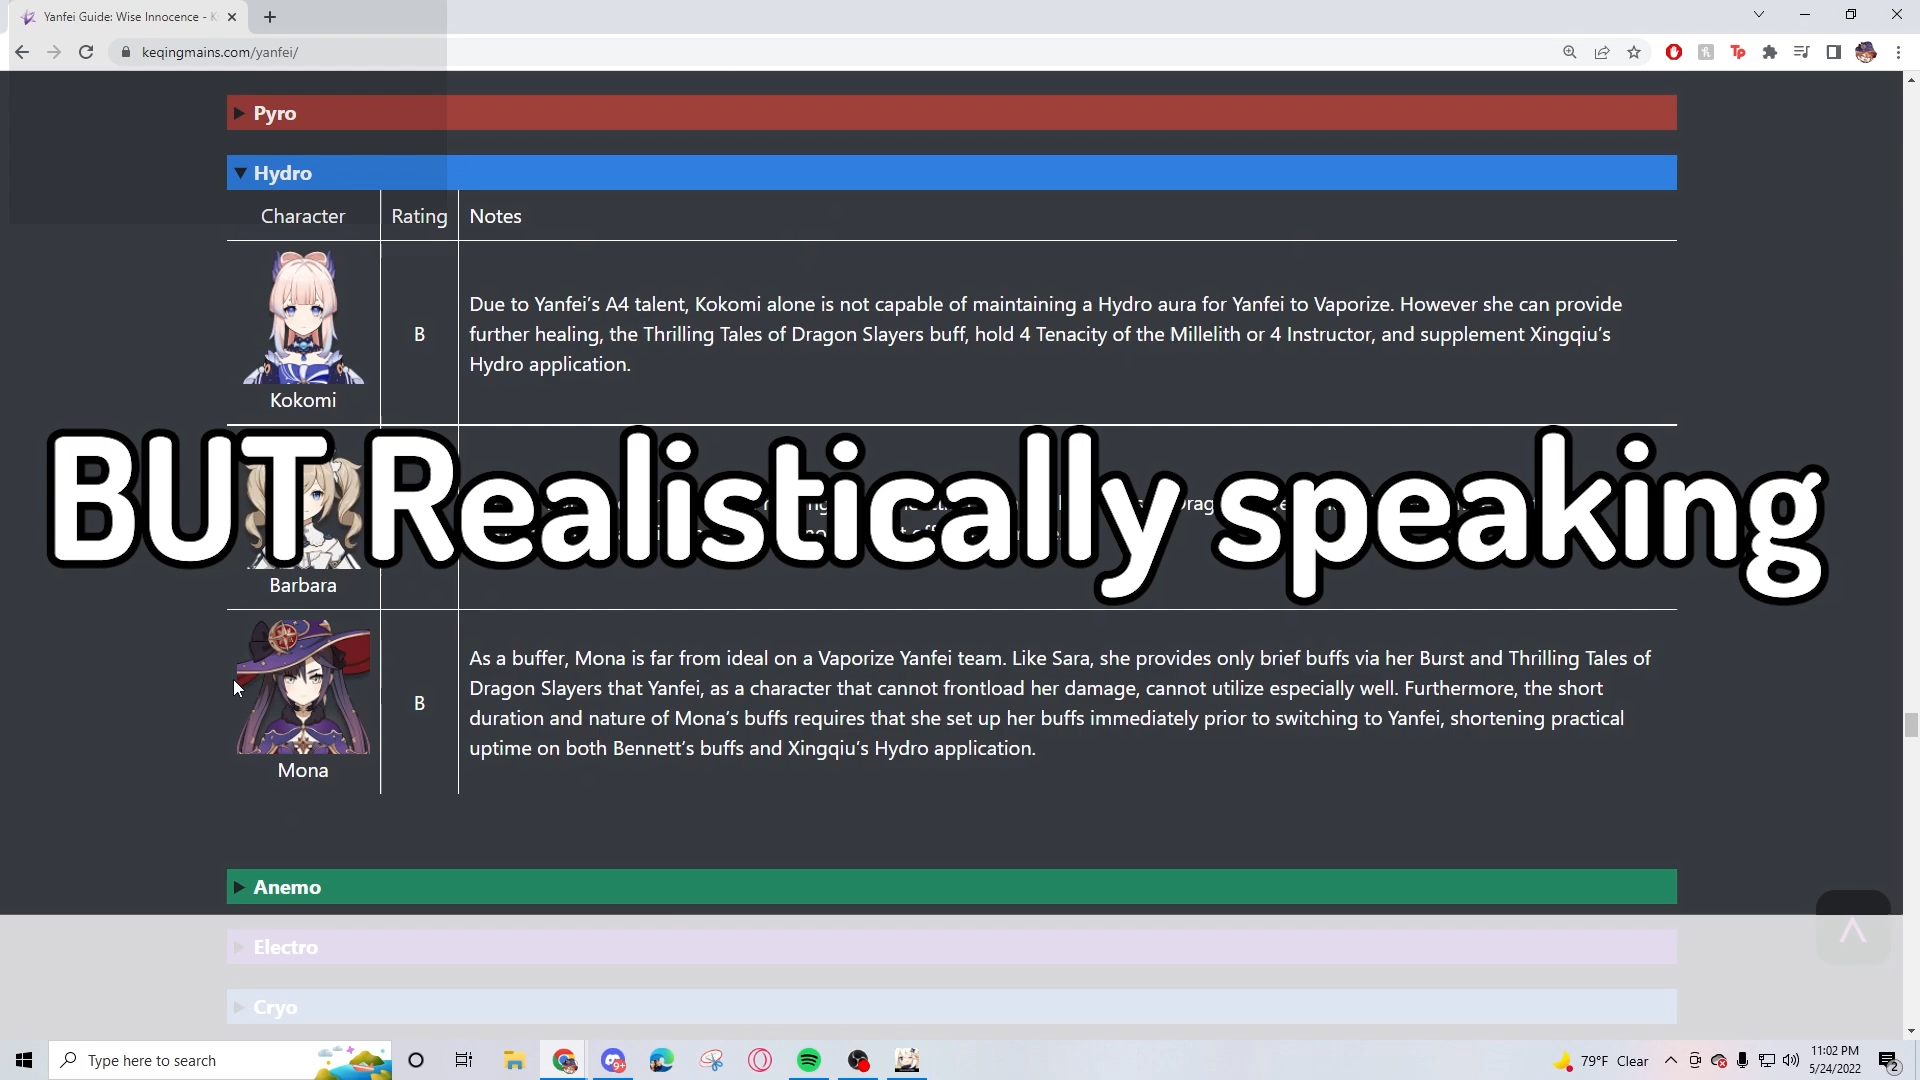 Yanfei Guide: Wise Innocence - K
keqingmains.com/yanfei/
Tp
Pyro
Hydro
Character Rating Notes
Due to Yanfei's A4 talent, Kokomi alone is not capable of maintaining a Hydro aura for Yanfei to Vaporize. However she can provide
B further healing, the Thrilling Tales of Dragon Slayers buff, hold 4 Tenacity of the Millelith or 4 Instructor, and supplement Xingqiu's
Hydro application.
Kokomi
BUT Realistically speaking
Barbara
As a buffer, Mona is far from ideal on a Vaporize Yanfei team. Like Sara, she provides only brief buffs via her Burst and Thrilling Tales of
Dragon Slayers that Yanfei, as a character that cannot frontload her damage, cannot utilize especially well. Furthermore, the short
B duration and nature of Mona's buffs requires that she set up her buffs immediately prior to switching to Yanfei, shortening practical
uptime on both Bennett's buffs and Xingqiu's Hydro application.
Mona
Anemo
Electro
Cryo
Type here to search
9+
79°F Clear
11:02 PM
5/24/2022
2